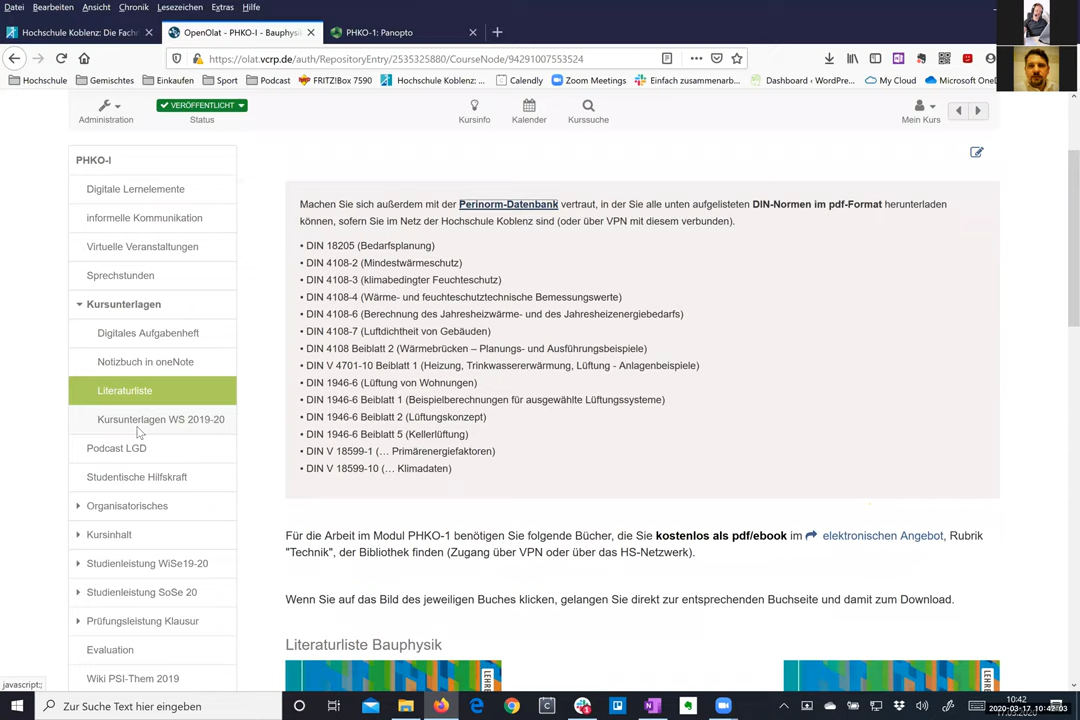 Datei Bearbeiten Ansicht Chronik Lesezeichen Extras Hilfe
Hochschule Koblenz: Die Fach
OpenOlat - PHKO-I - Bauphysik
PHKO-1: Panopto
https://olat.vcrp.de/auth/RepositoryEntry/2535325880/CourseNode/94291007553524
Hochschule Gemischtes Einkaufen Sport Podcast FRITZ!Box 7590 Hochschule Koblenz: ... Calendly Zoom Meetings Einfach zusammenarb... Dashboard ‹ WordPre... My Cloud Microsoft OneD
Administration
VERÖFFENTLICHT
Status
Kursinfo
Kalender
Kurssuche
Mein Kurs
PHKO-I
Digitale Lernelemente
informelle Kommunikation
Virtuelle Veranstaltungen
Sprechstunden
Kursunterlagen
Digitales Aufgabenheft
Notizbuch in oneNote
Literaturliste
Kursunterlagen WS 2019-20
Podcast LGD
Studentische Hilfskraft
Organisatorisches
Kursinhalt
Studienleistung WiSe19-20
Studienleistung SoSe 20
Prüfungsleistung Klausur
Evaluation
Wiki PSI-Them 2019
Machen Sie sich außerdem mit der Perinorm-Datenbank vertraut, in der Sie alle unten aufgelisteten DIN-Normen im pdf-Format herunterladen
können, sofern Sie im Netz der Hochschule Koblenz sind (oder über VPN mit diesem verbunden).
• DIN 18205 (Bedarfsplanung)
• DIN 4108-2 (Mindestwärmeschutz)
• DIN 4108-3 (klimabedingter Feuchteschutz)
• DIN 4108-4 (Wärme- und feuchteschutztechnische Bemessungswerte)
• DIN 4108-6 (Berechnung des Jahresheizwärme- und des Jahresheizenergiebedarfs)
• DIN 4108-7 (Luftdichtheit von Gebäuden)
• DIN 4108 Beiblatt 2 (Wärmebrücken – Planungs- und Ausführungsbeispiele)
• DIN V 4701-10 Beiblatt 1 (Heizung, Trinkwassererwärmung, Lüftung - Anlagenbeispiele)
• DIN 1946-6 (Lüftung von Wohnungen)
• DIN 1946-6 Beiblatt 1 (Beispielberechnungen für ausgewählte Lüftungssysteme)
• DIN 1946-6 Beiblatt 2 (Lüftungskonzept)
• DIN 1946-6 Beiblatt 5 (Kellerlüftung)
• DIN V 18599-1 (... Primärenergiefaktoren)
• DIN V 18599-10 (... Klimadaten)
Für die Arbeit im Modul PHKO-1 benötigen Sie folgende Bücher, die Sie kostenlos als pdf/ebook im elektronischen Angebot, Rubrik
"Technik", der Bibliothek finden (Zugang über VPN oder über das HS-Netzwerk).
Wenn Sie auf das Bild des jeweiligen Buches klicken, gelangen Sie direkt zur entsprechenden Buchseite und damit zum Download.
Literaturliste Bauphysik
LEHRB
LEHRE
javascript:;
Zur Suche Text hier eingeben
10:42
2020-03-17, 10:42:03